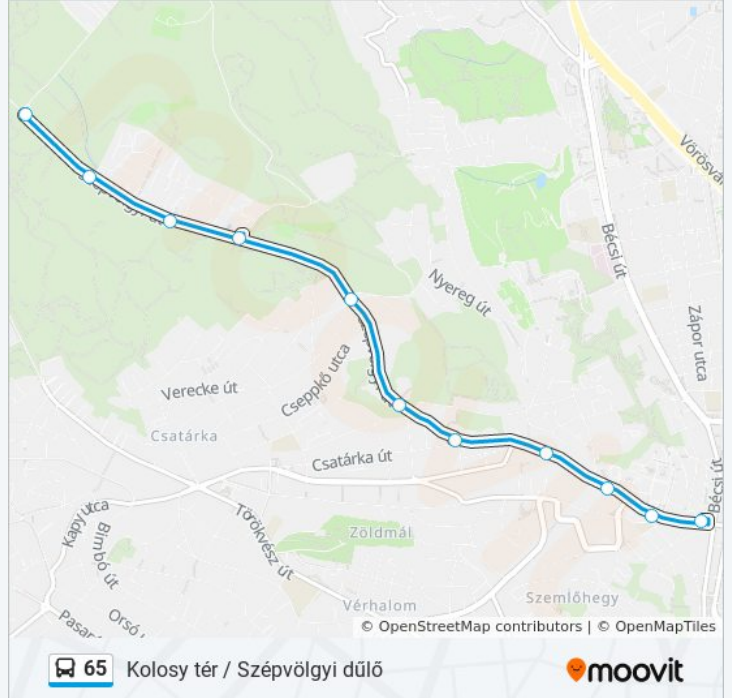 Vörösvá
Bécsi út
Nyereg út
Zápor utca
Cseppkő utca
Verecke út
Csatárka
Csatárka út
Bécsi út
Törökvész út
Kapy utca
Bimbó út
Zöldmál
Szemlőhegy
Vérhalom
Orsó
Pasar
© OpenStreetMap contributors | © OpenMapTiles
65 Kolosy tér / Szépvölgyi dűlő
moovit